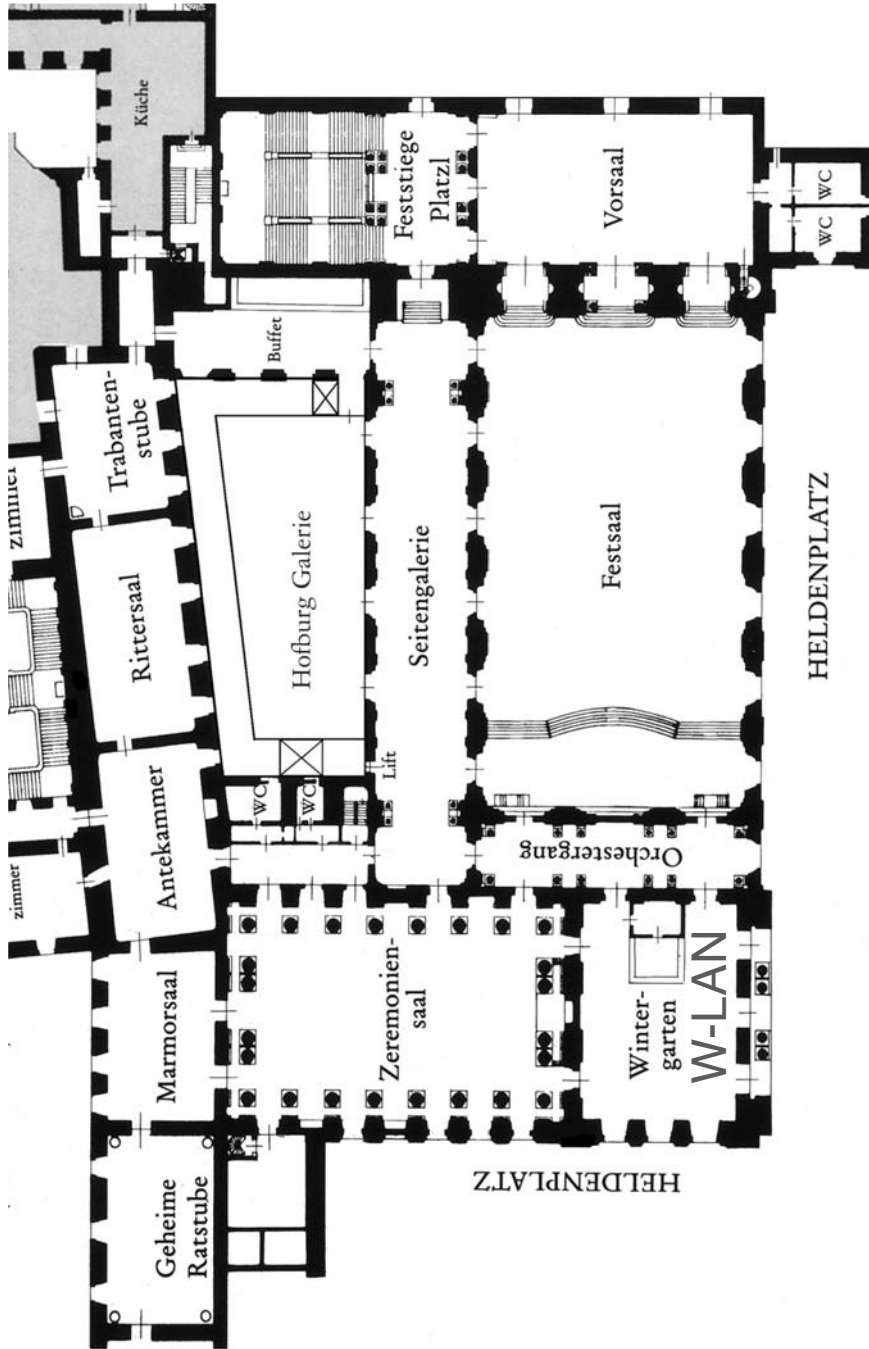 Küche
Feststiege
Platzl
Vorsaal
WC
WC
Buffet
Trabanten-
stube
zimmer
Rittersaal
Hofburg Galerie
Seitengalerie
Festsaal
HELDENPLATZ
Lift
WC
WC
Antekammer
zimmer
Orchestergang
Marmorsaal
Zeremonien-
saal
Winter-
garten
W-LAN
HELDENPLATZ
Geheime
Ratstube